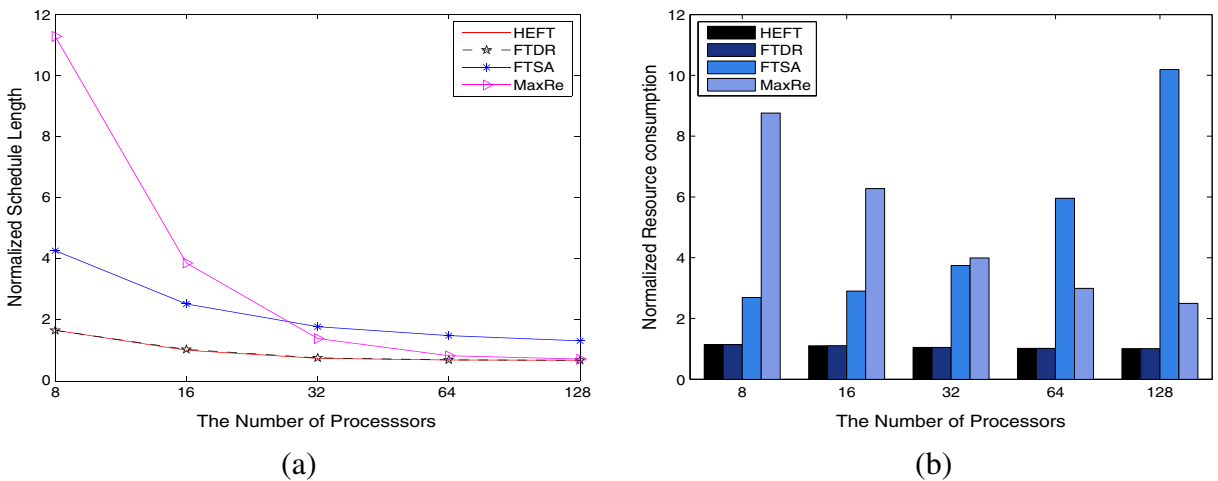 12
10
8
6
4
2
0
Normalized Schedule Length
HEFT
FTDR
FTSA
MaxRe
8 16 32 64 128
The Number of Processsors
(a)
12
10
8
6
4
2
0
Normalized Resource consumption
HEFT
FTDR
FTSA
MaxRe
8 16 32 64 128
The Number of Processors
(b)